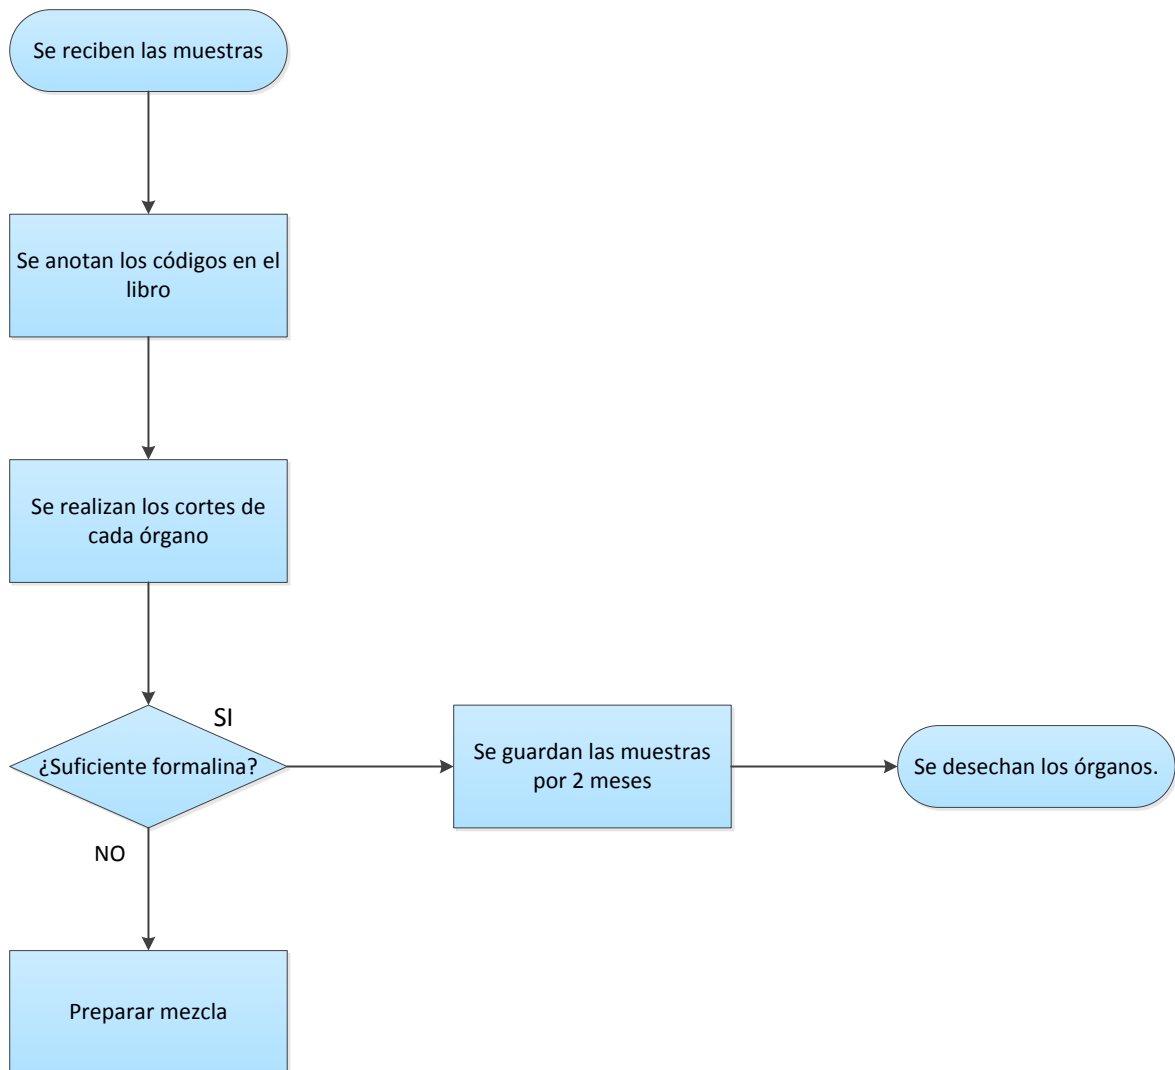 Se reciben las muestras
Se anotan los códigos en el
libro
Se realizan los cortes de
cada órgano
SI
¿Suficiente formalina?
Se guardan las muestras
por 2 meses
Se desechan los órganos.
NO
Preparar mezcla